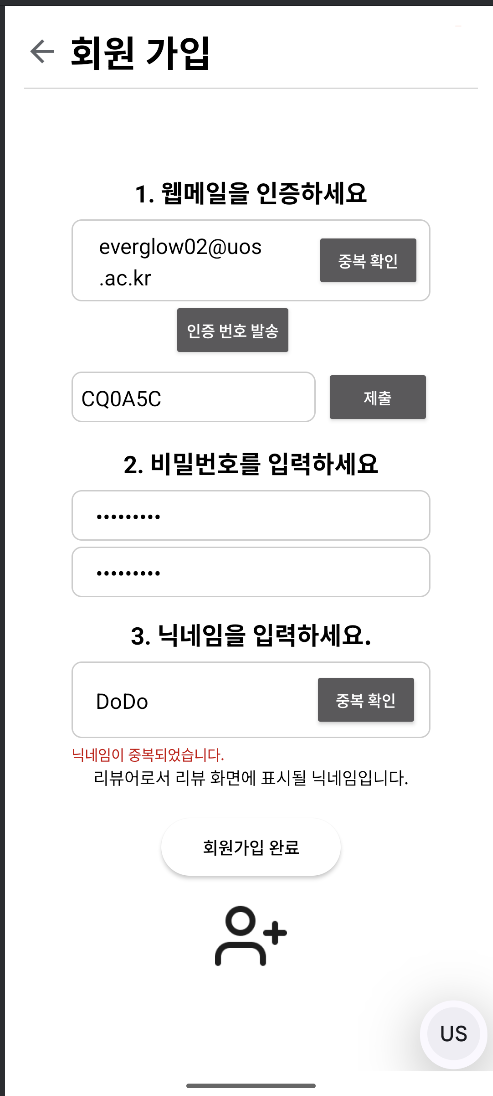 회원 가입
1. 웹메일을 인증하세요
everglow02@uos
.ac.kr
중복 확인
인증 번호 발송
CQ0A5C
제출
2. 비밀번호를 입력하세요
•••••••••
•••••••••
3. 닉네임을 입력하세요.
DoDo
중복 확인
닉네임이 중복되었습니다.
리뷰어로서 리뷰 화면에 표시될 닉네임입니다.
회원가입 완료
US